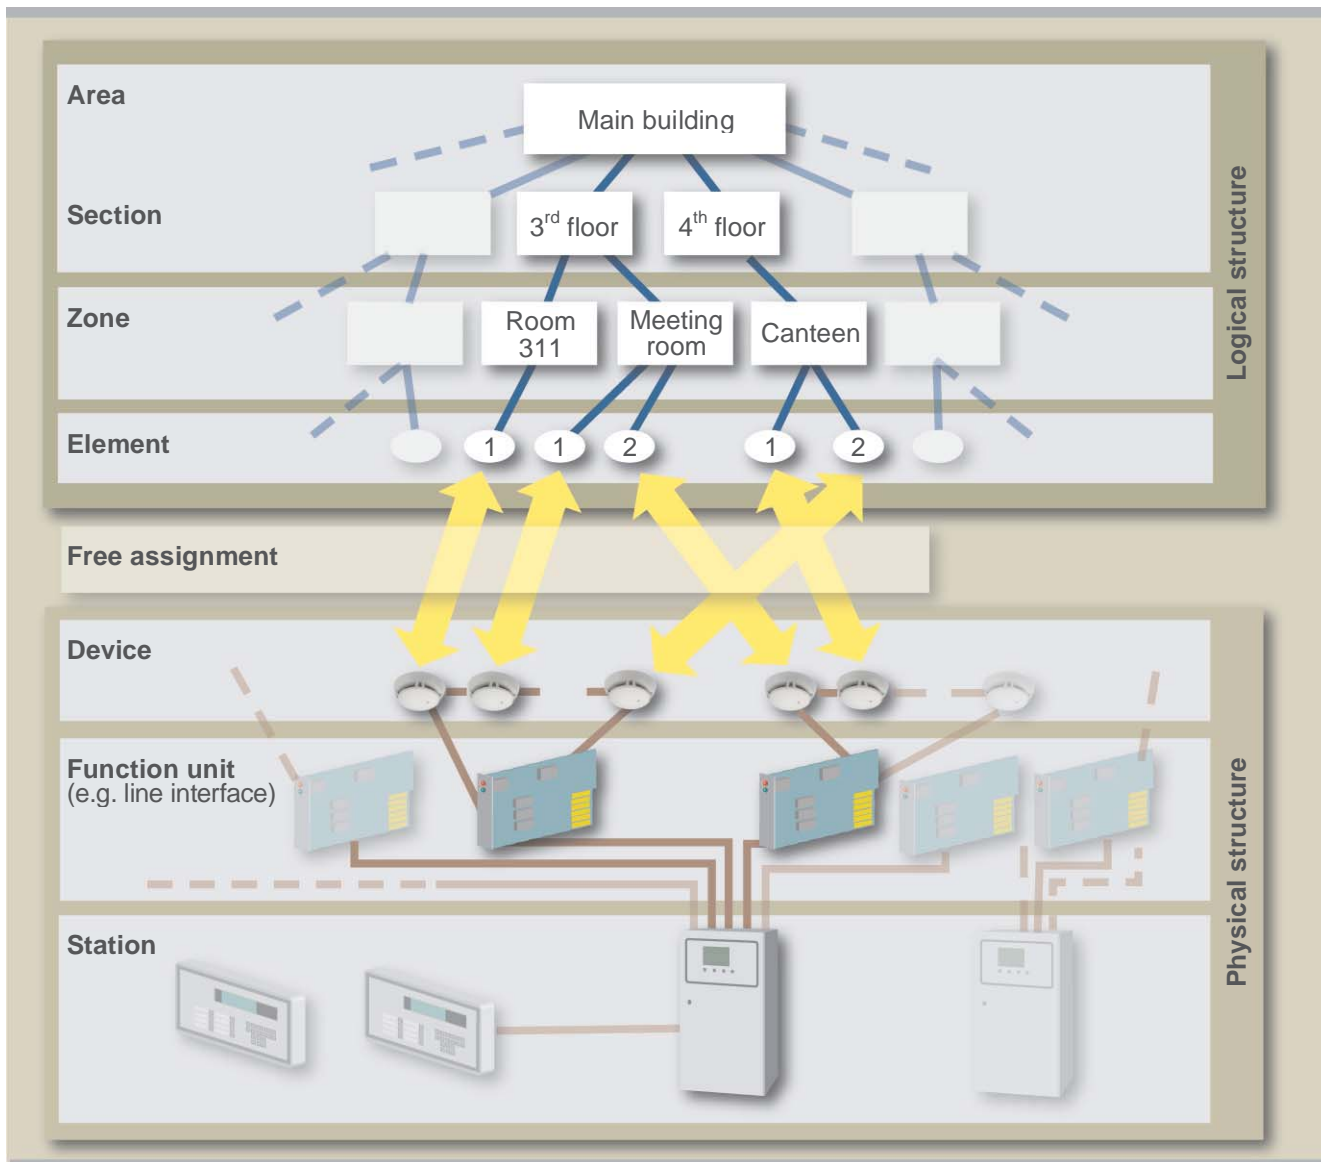 Area
Main building
Section
3rd floor
4th floor
Zone
Room
311
Meeting
room
Canteen
Element
1
1
2
1
2
Logical structure
Free assignment
Device
Function unit
(e.g. line interface)
Station
Physical structure